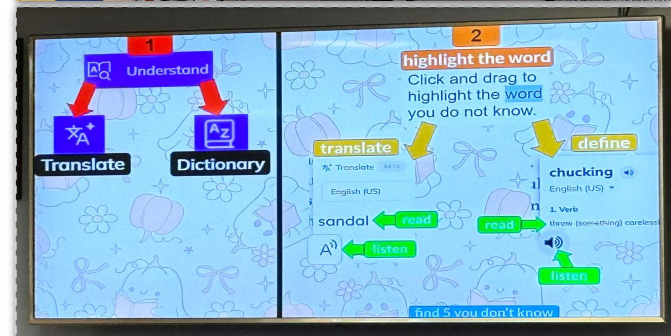 1
Understand
Translate
Dictionary
2
highlight the word
Click and drag to
highlight the word
you do not know.
translate
Translate BETA
English (US)
sandal
read
listen
define
chucking
English (US)
1. Verb
throw (something) careless
read
listen
find 5 you don't know